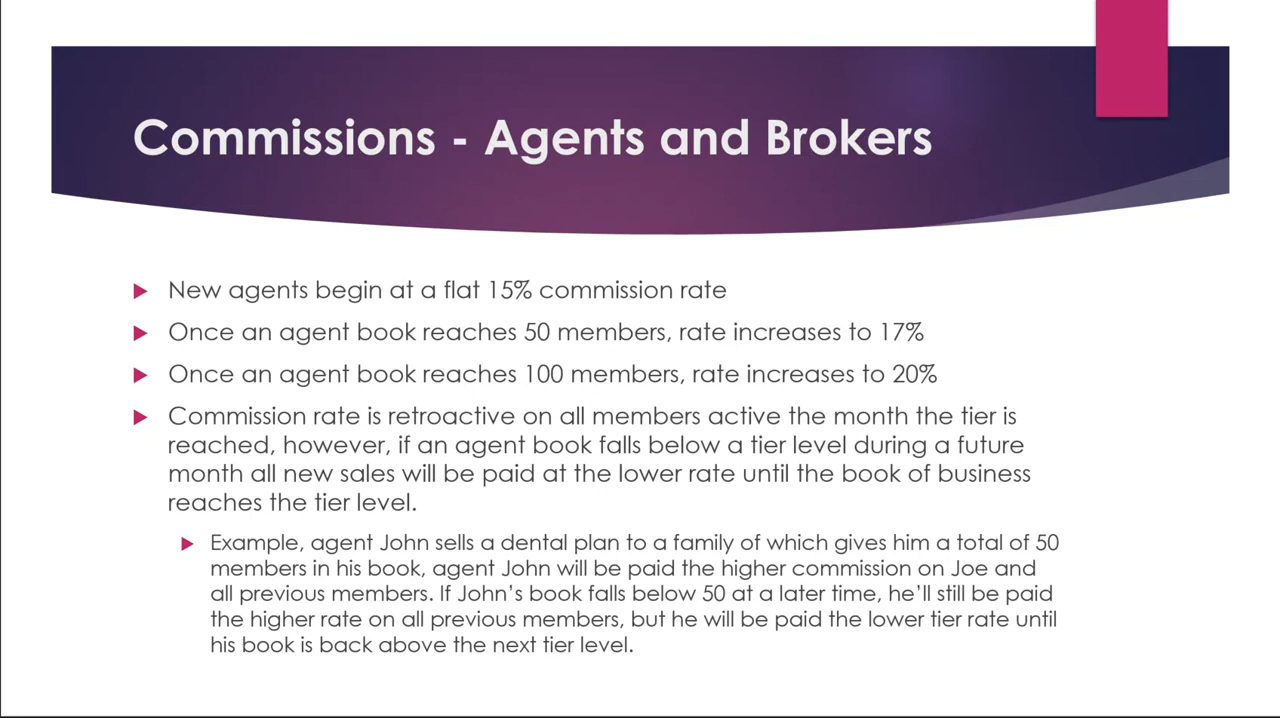 Commissions - Agents and Brokers
New agents begin at a flat 15% commission rate
Once an agent book reaches 50 members, rate increases to 17%
Once an agent book reaches 100 members, rate increases to 20%
Commission rate is retroactive on all members active the month the tier is
reached, however, if an agent book falls below a tier level during a future
month all new sales will be paid at the lower rate until the book of business
reaches the tier level.
Example, agent John sells a dental plan to a family of which gives him a total of 50
members in his book, agent John will be paid the higher commission on Joe and
all previous members. If John's book falls below 50 at a later time, he'll still be paid
the higher rate on all previous members, but he will be paid the lower tier rate until
his book is back above the next tier level.